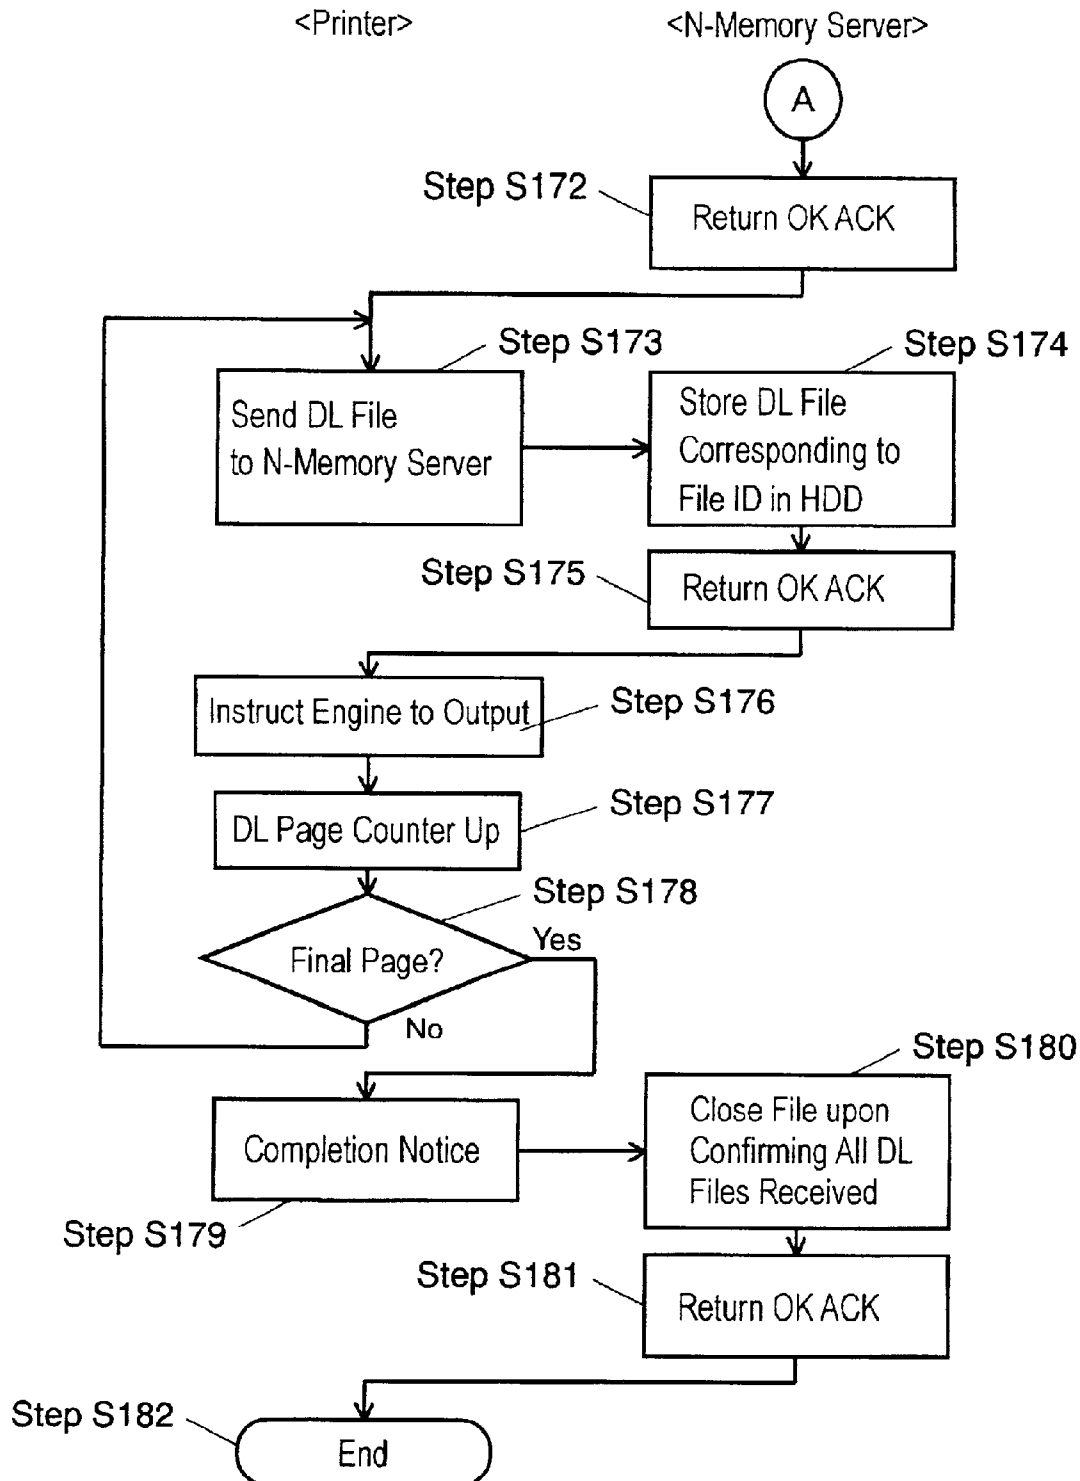 <Printer>
<N-Memory Server>
A
Step S172
Return OK ACK
Step S173
Step S174
Send DL File
to N-Memory Server
Store DL File
Corresponding to
File ID in HDD
Step S175
Return OK ACK
Instruct Engine to Output
Step S176
DL Page Counter Up
Step S177
Step S178
Final Page?
Yes
No
Step S180
Completion Notice
Close File upon
Confirming All DL
Files Received
Step S179
Step S181
Return OK ACK
Step S182
End